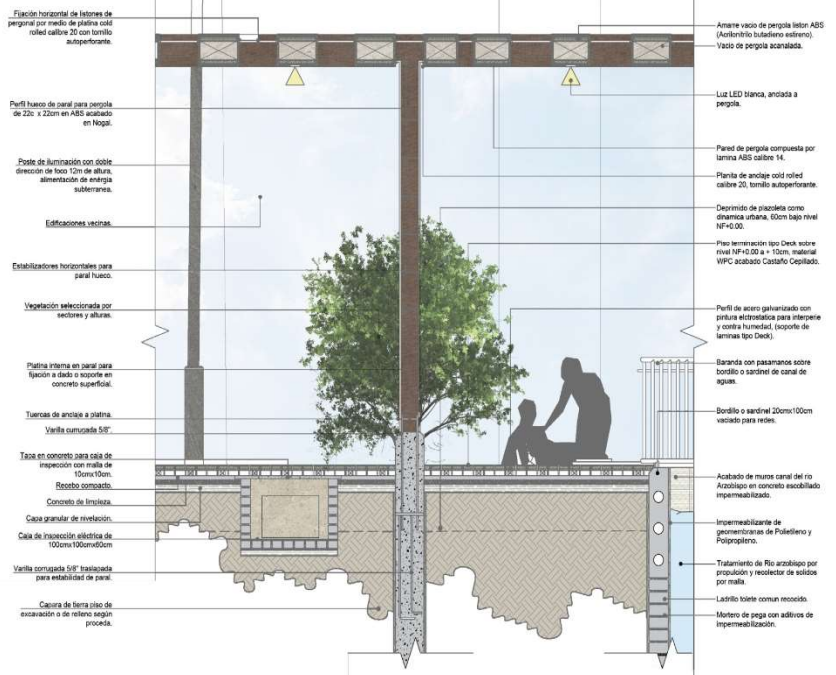 Fijación horizontal de listones de
pergonal por medio de platina cold
rolled calibre 20 con tornillo
autoperforante.
Perfil hueco de paral para pergola
de 22c x 22cm en ABS acabado
en Nogal.
Poste de iluminación con doble
dirección de foco 12m de altura,
alimentación de enérgia
subterranea.
Edificaciones vecinas.
Estabilizadores horizontales para
paral hueco.
Vegetación seleccionada por
sectores y alturas.
Platina interna en paral para
fijación a dado o soporte en
concreto superficial.
Tuercas de anclaje a platina.
Varilla currugada 5/8".
Tapa en concreto para caja de
inspección con malla de
10cmx10cm.
Recebo compacto.
Concreto de limpieza.
Capa granular de nivelación.
Caja de inspección eléctrica de
100cmx100cmx60cm
Varilla corrugada 5/8" traslapada
para estabilidad de paral.
Capara de tierra piso de
excavación o de relleno según
proceda.
Amarre vacio de pergola liston ABS
(Acrilonitrilo butadieno estireno).
Vacio de pergola acanalada.
Luz LED blanca, anclada a
pergola.
Pared de pergola compuesta por
lamina ABS calibre 14.
Planita de anclaje cold rolled
calibre 20, tornillo autoperforante.
Deprimido de plazoleta como
dinamica urbana, 60cm bajo nivel
NF+0.00.
Piso terminación tipo Deck sobre
nivel NF+0.00 a + 10cm, material
WPC acabado Castaño Cepillado.
Perfil de acero galvanizado con
pintura elctrostatica para interperie
y contra humedad, (soporte de
laminas tipo Deck).
Baranda con pasamanos sobre
bordillo o sardinel de canal de
aguas.
Bordillo o sardinel 20cmx100cm
vaciado para redes.
Acabado de muros canal del rio
Arzobispo en concreto escobillado
impermeabilizado.
Impermeabilizante de
geomembranas de Polietileno y
Polipropileno.
Tratamiento de Rio arzobispo por
propulción y recolector de solidos
por malla.
Ladrillo tolete comun recocido.
Mortero de pega con aditivos de
impermeabilización.